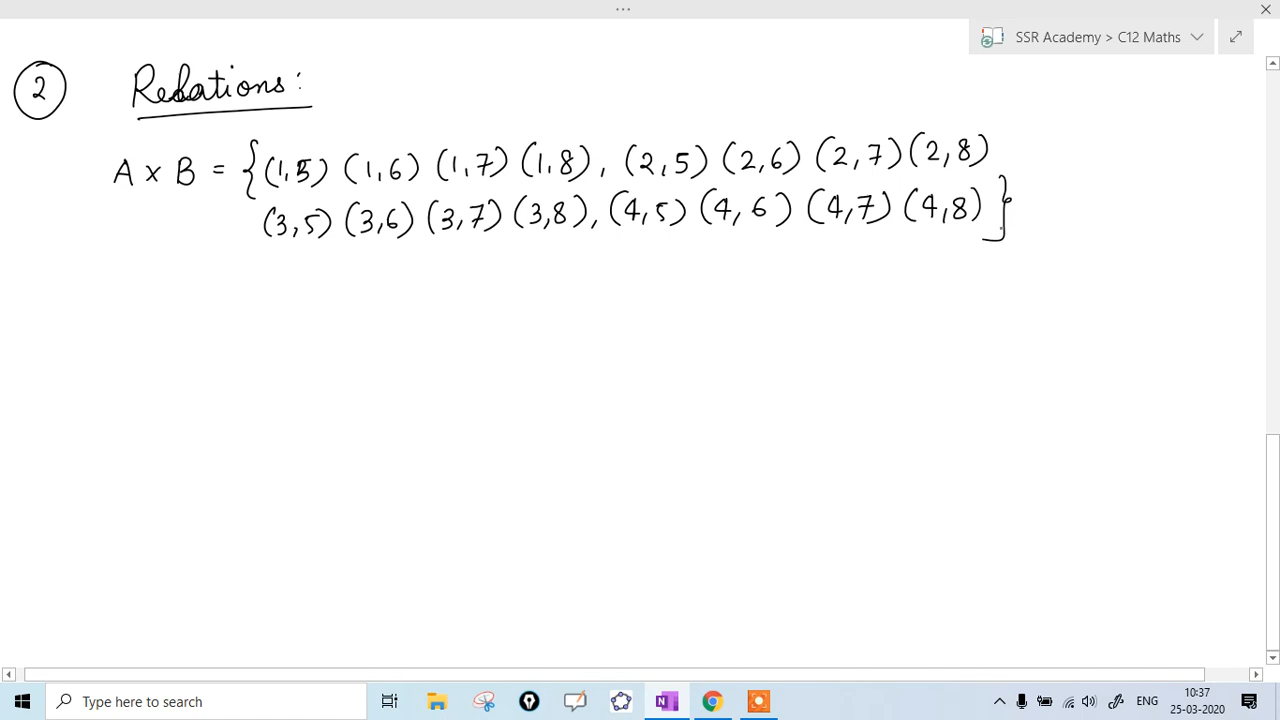 ...
SSR Academy > C12 Maths
2 Relations:
A × B = {(1,5) (1,6) (1,7) (1,8), (2,5) (2,6) (2,7) (2,8)
(3,5) (3,6) (3,7) (3,8), (4,5) (4,6) (4,7) (4,8)}
Type here to search
ENG
10:37
25-03-2020